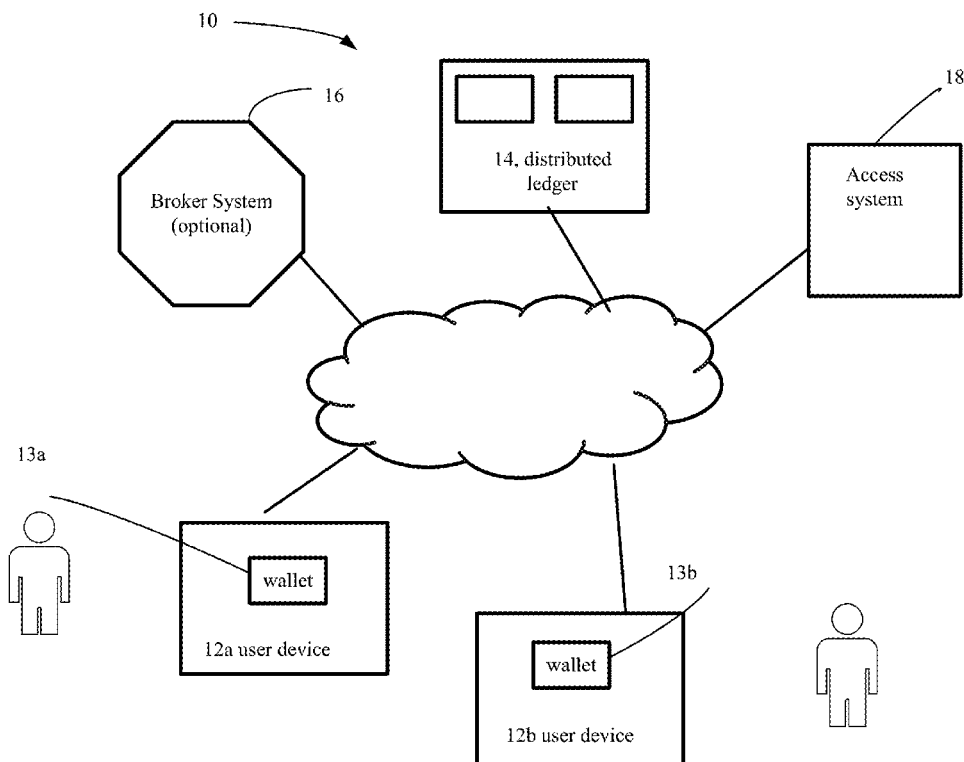 10
16
18
14, distributed
ledger
Broker System
(optional)
Access
system
13a
wallet
12a user device
13b
wallet
12b user device